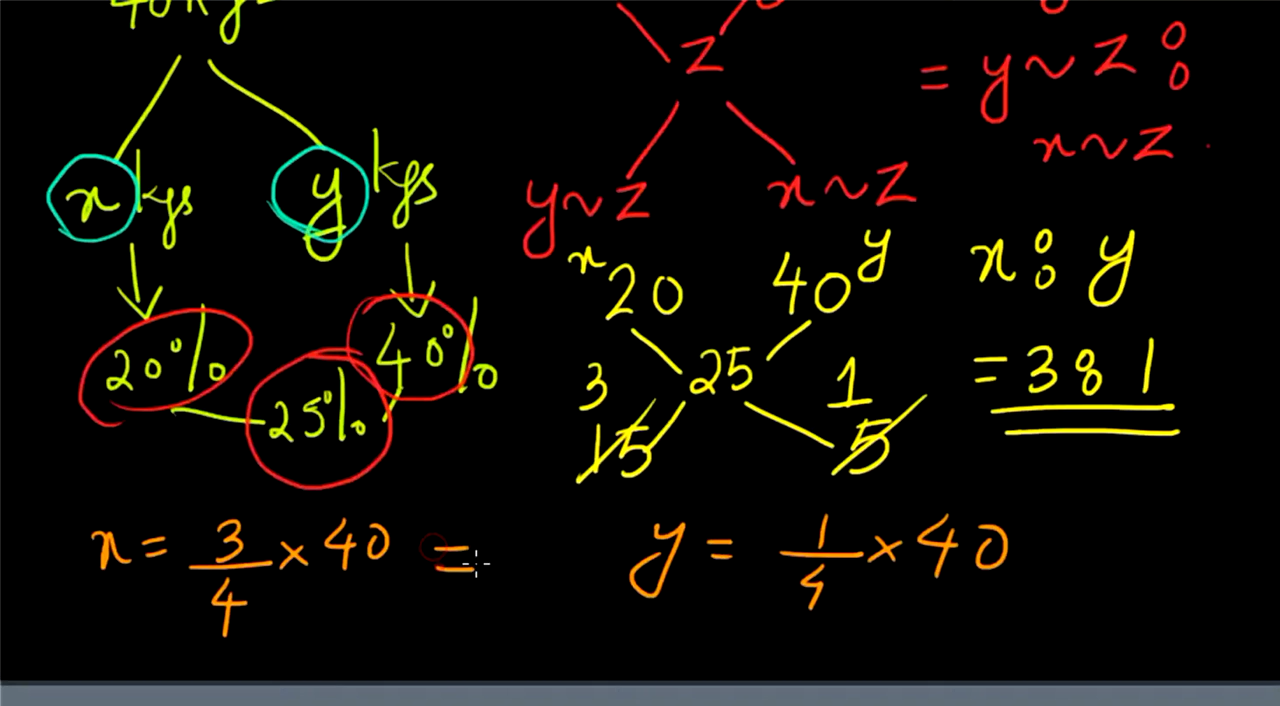 40kg
x kgs y kgs
20% 40%
25%
z
y~z x~z
= y~z :
x~z.
x 20 40 y
25
3 1
15 5
x : y
= 3 : 1
x = 3/4 × 40 =
y = 1/4 × 40